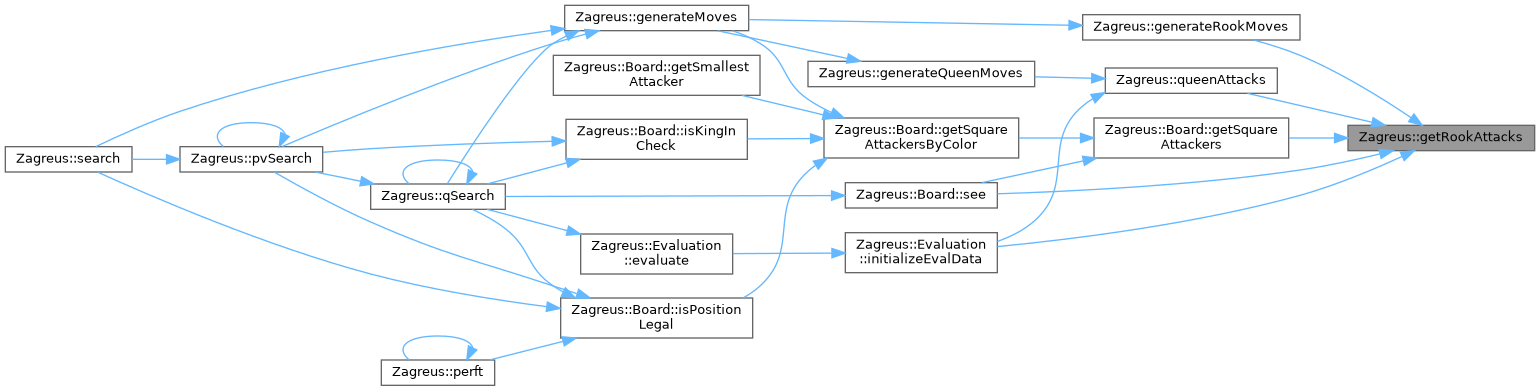 Zagreus::generateMoves
Zagreus::generateRookMoves
Zagreus::Board::getSmallest
Attacker
Zagreus::generateQueenMoves
Zagreus::queenAttacks
Zagreus::Board::isKingIn
Check
Zagreus::Board::getSquare
AttackersByColor
Zagreus::Board::getSquare
Attackers
Zagreus::getRookAttacks
Zagreus::search
Zagreus::pvSearch
Zagreus::qSearch
Zagreus::Board::see
Zagreus::Evaluation
::evaluate
Zagreus::Evaluation
::initializeEvalData
Zagreus::Board::isPosition
Legal
Zagreus::perft